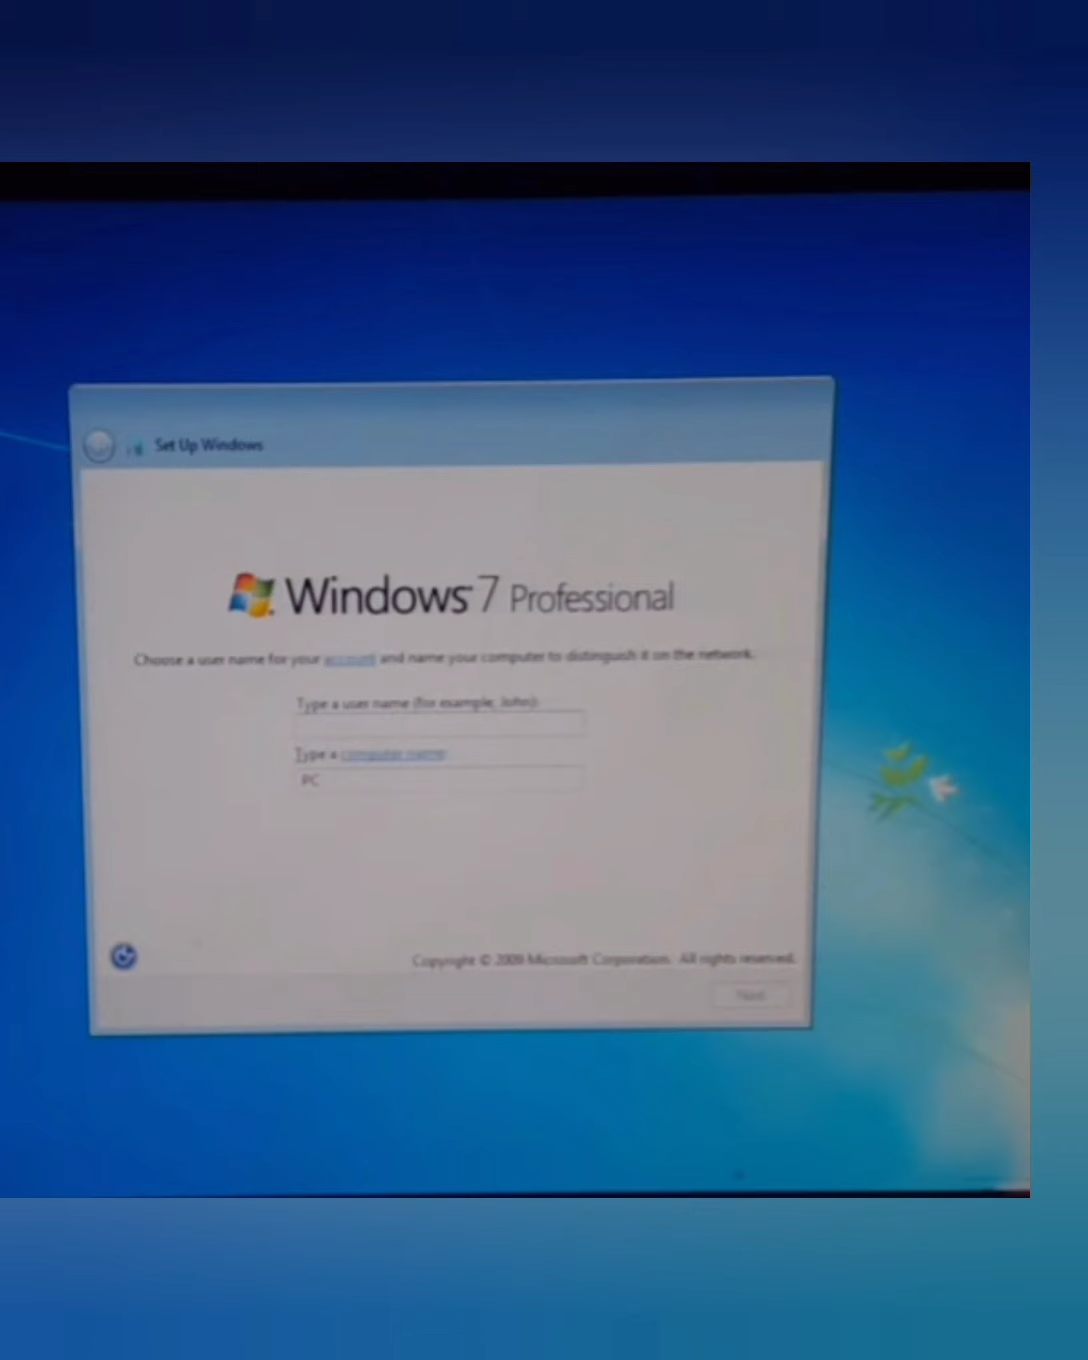 Set Up Windows
Windows 7 Professional
Choose a user name for your account and name your computer to distinguish it on the network.
Type a user name (for example, John):
Type a computer name:
PC
Copyright © 2009 Microsoft Corporation. All rights reserved.
Next